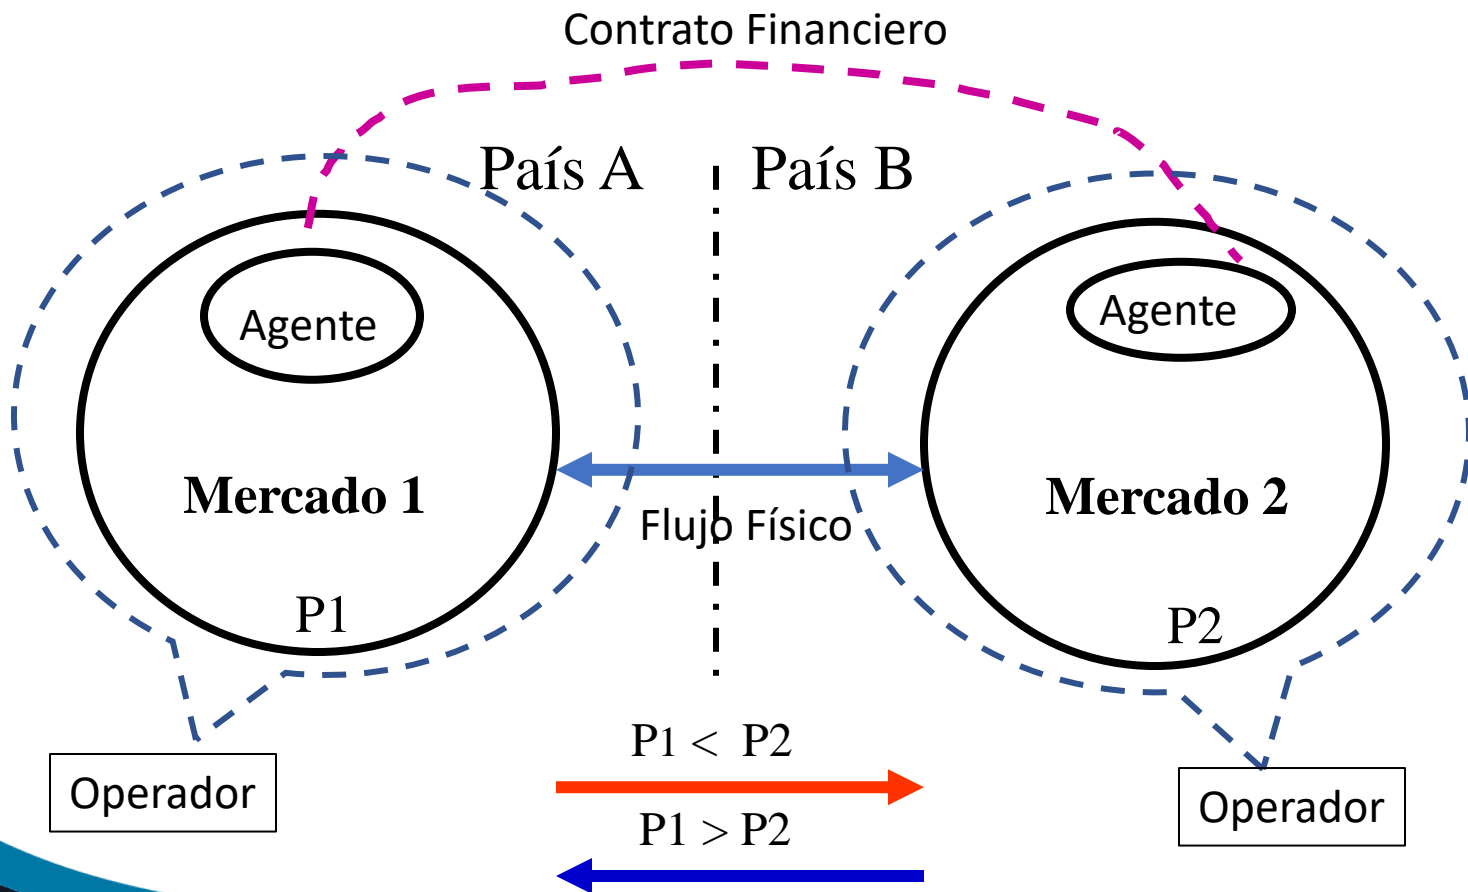 Contrato Financiero
País A
País B
Agente
Agente
Mercado 1
Mercado 2
Flujo Físico
P1
P2
P1 < P2
Operador
Operador
P1 > P2